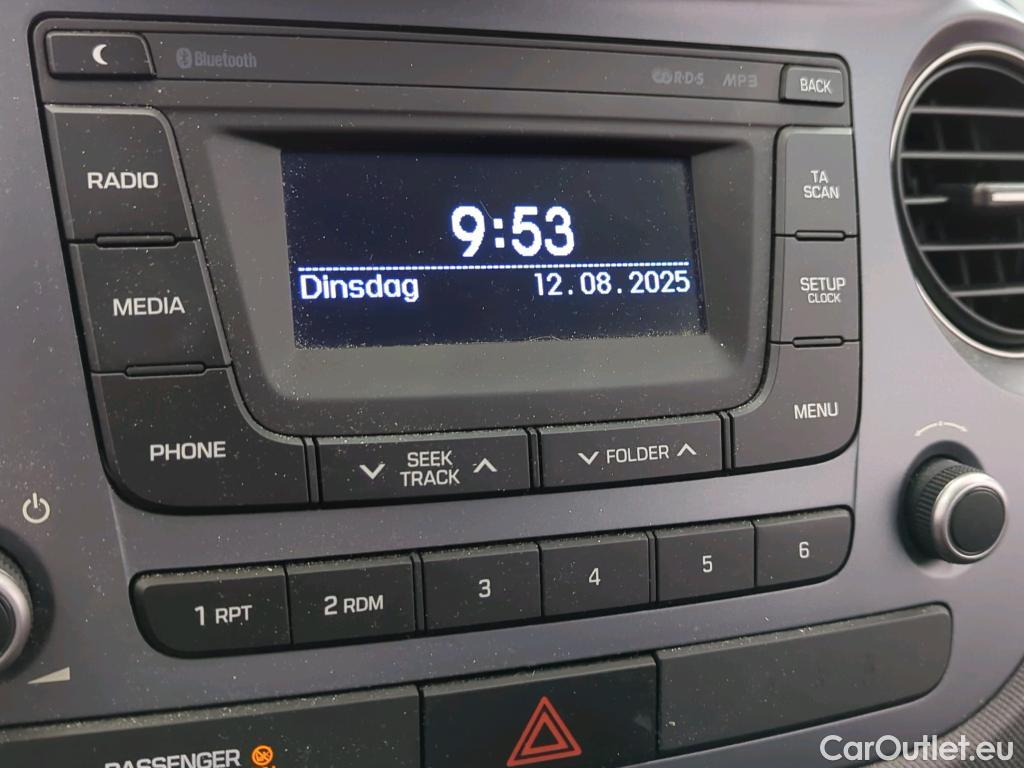 Bluetooth
R·D·S MP3
BACK
RADIO
TA
SCAN
9:53
Dinsdag 12.08.2025
MEDIA
SETUP
CLOCK
PHONE
SEEK
TRACK
FOLDER
MENU
1 RPT
2 RDM
3
4
5
6
PASSENGER
CarOutlet.eu